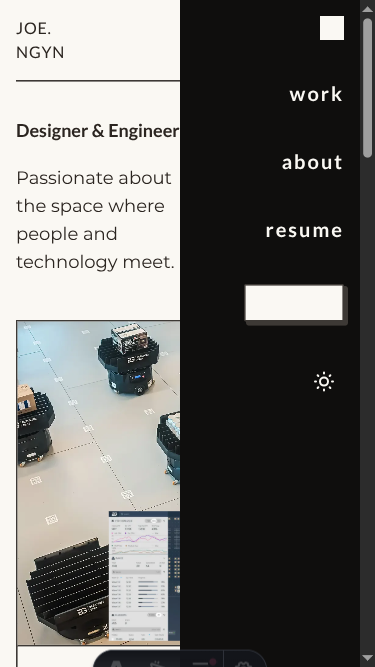 JOE.
NGYN
work
Designer & Engineer
about
Passionate about
the space where
people and
technology meet.
resume